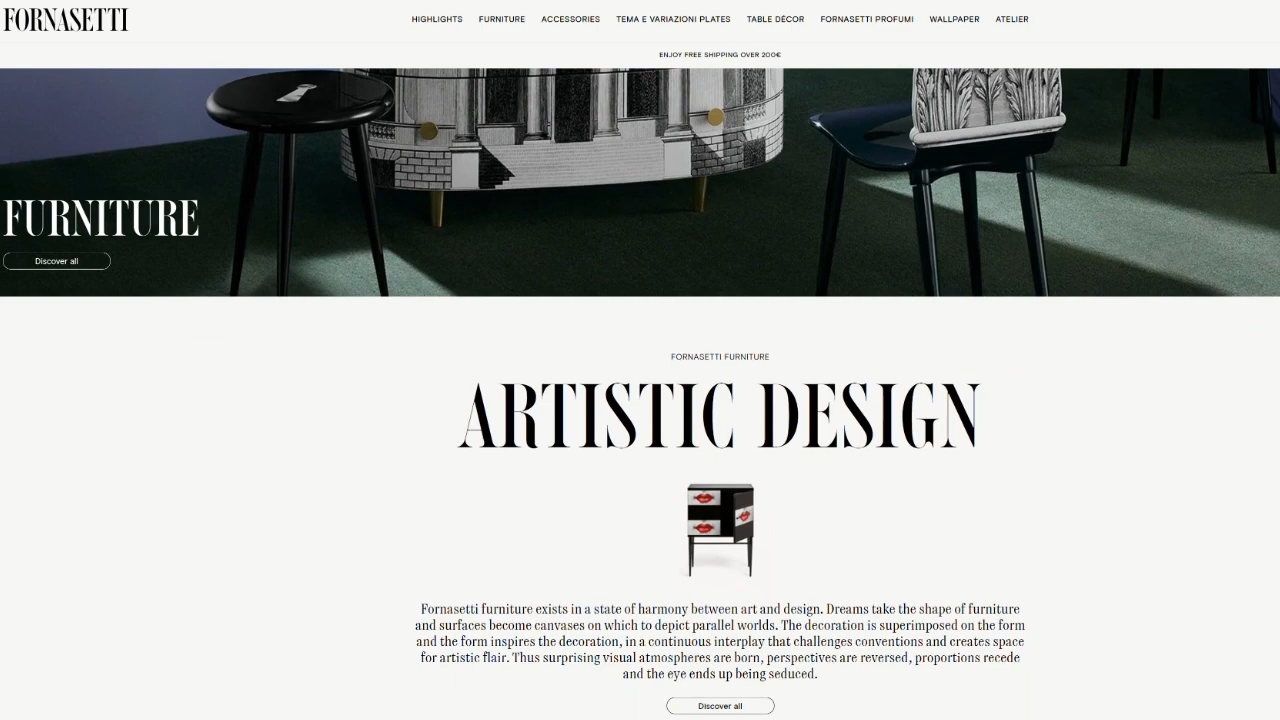 FORNASETTI
HIGHLIGHTS FURNITURE ACCESSORIES TEMA E VARIAZIONI PLATES TABLE DÉCOR FORNASETTI PROFUMI WALLPAPER ATELIER
ENJOY FREE SHIPPING OVER 200€
FURNITURE
Discover all
FORNASETTI FURNITURE
ARTISTIC DESIGN
Fornasetti furniture exists in a state of harmony between art and design. Dreams take the shape of furniture
and surfaces become canvases on which to depict parallel worlds. The decoration is superimposed on the form
and the form inspires the decoration, in a continuous interplay that challenges conventions and creates space
for artistic flair. Thus surprising visual atmospheres are born, perspectives are reversed, proportions recede
and the eye ends up being seduced.
Discover all